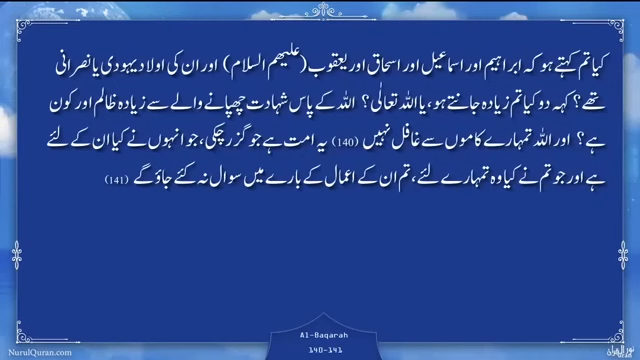 کیا تم کہتے ہو کہ ابراہیم اور اسماعیل اور اسحاق اور یعقوب (علیہم السلام) اور ان کی اولاد یہودی یا نصرانی
تھے؟ کہہ دو کیا تم زیادہ جانتے ہو، یا اللہ تعالٰی؟ اللہ کے پاس شہادت چھپانے والے سے زیادہ ظالم اور کون
ہے؟ اور اللہ تمہارے کاموں سے غافل نہیں (140) یہ امت ہے جو گزر چکی، جو انہوں نے کیا ان کے لئے
ہے اور جو تم نے کیا وہ تمہارے لئے، تم ان کے اعمال کے بارے میں سوال نہ کئے جاؤ گے (141)
Al-Baqarah
140-141
NurulQuran.com